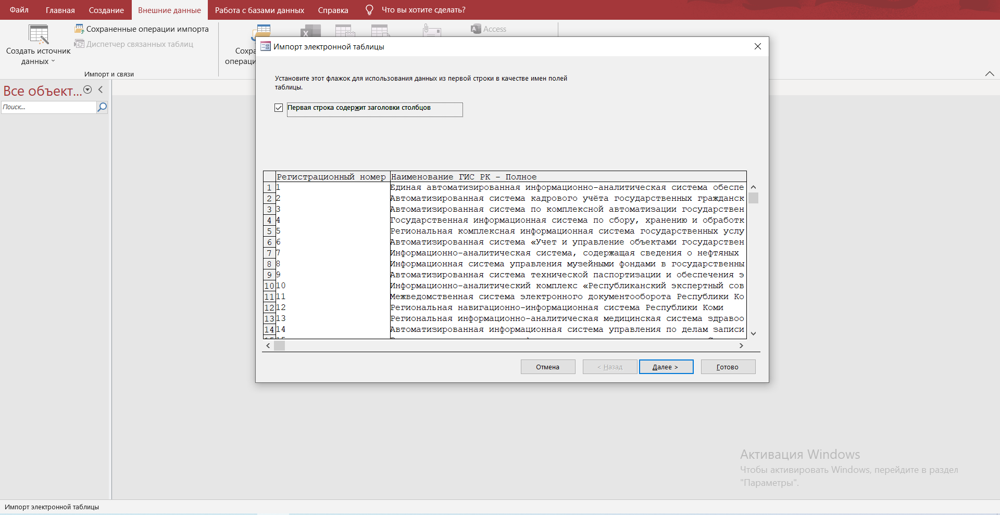 Файл Главная Создание Внешние данные Работа с базами данных Справка Что вы хотите сделать?
Создать источник данных
Сохраненные операции импорта
Диспетчер связанных таблиц
Импорт и связи
Access
Все объект...
Поиск...
Импорт электронной таблицы
Установите этот флажок для использования данных из первой строки в качестве имен полей
таблицы.
Первая строка содержит заголовки столбцов
Регистрационный номер Наименование ГИС РК - Полное
1 1 Единая автоматизированная информационно-аналитическая система обеспе
2 2 Автоматизированная система кадрового учёта государственных гражданск
3 3 Автоматизированная система по комплексной автоматизации государствен
4 4 Государственная информационная система по сбору, хранению и обработк
5 5 Региональная комплексная информационная система государственных услу
6 6 Автоматизированная система «Учет и управление объектами государствен
7 7 Информационно-аналитическая система, содержащая сведения о нефтяных
8 8 Информационная система управления музейными фондами в государственны
9 9 Автоматизированная система технической паспортизации и обеспечения э
10 10 Информационно-аналитический комплекс «Республиканский экспертный сов
11 11 Межведомственная система электронного документооборота Республики Ко
12 12 Региональная навигационно-информационная система Республики Коми
13 13 Региональная информационно-аналитическая медицинская система здравоо
14 14 Автоматизированная информационная система управления по делам записи
Отмена < Назад Далее > Готово
Активация Windows
Чтобы активировать Windows, перейдите в раздел
"Параметры".
Импорт электронной таблицы